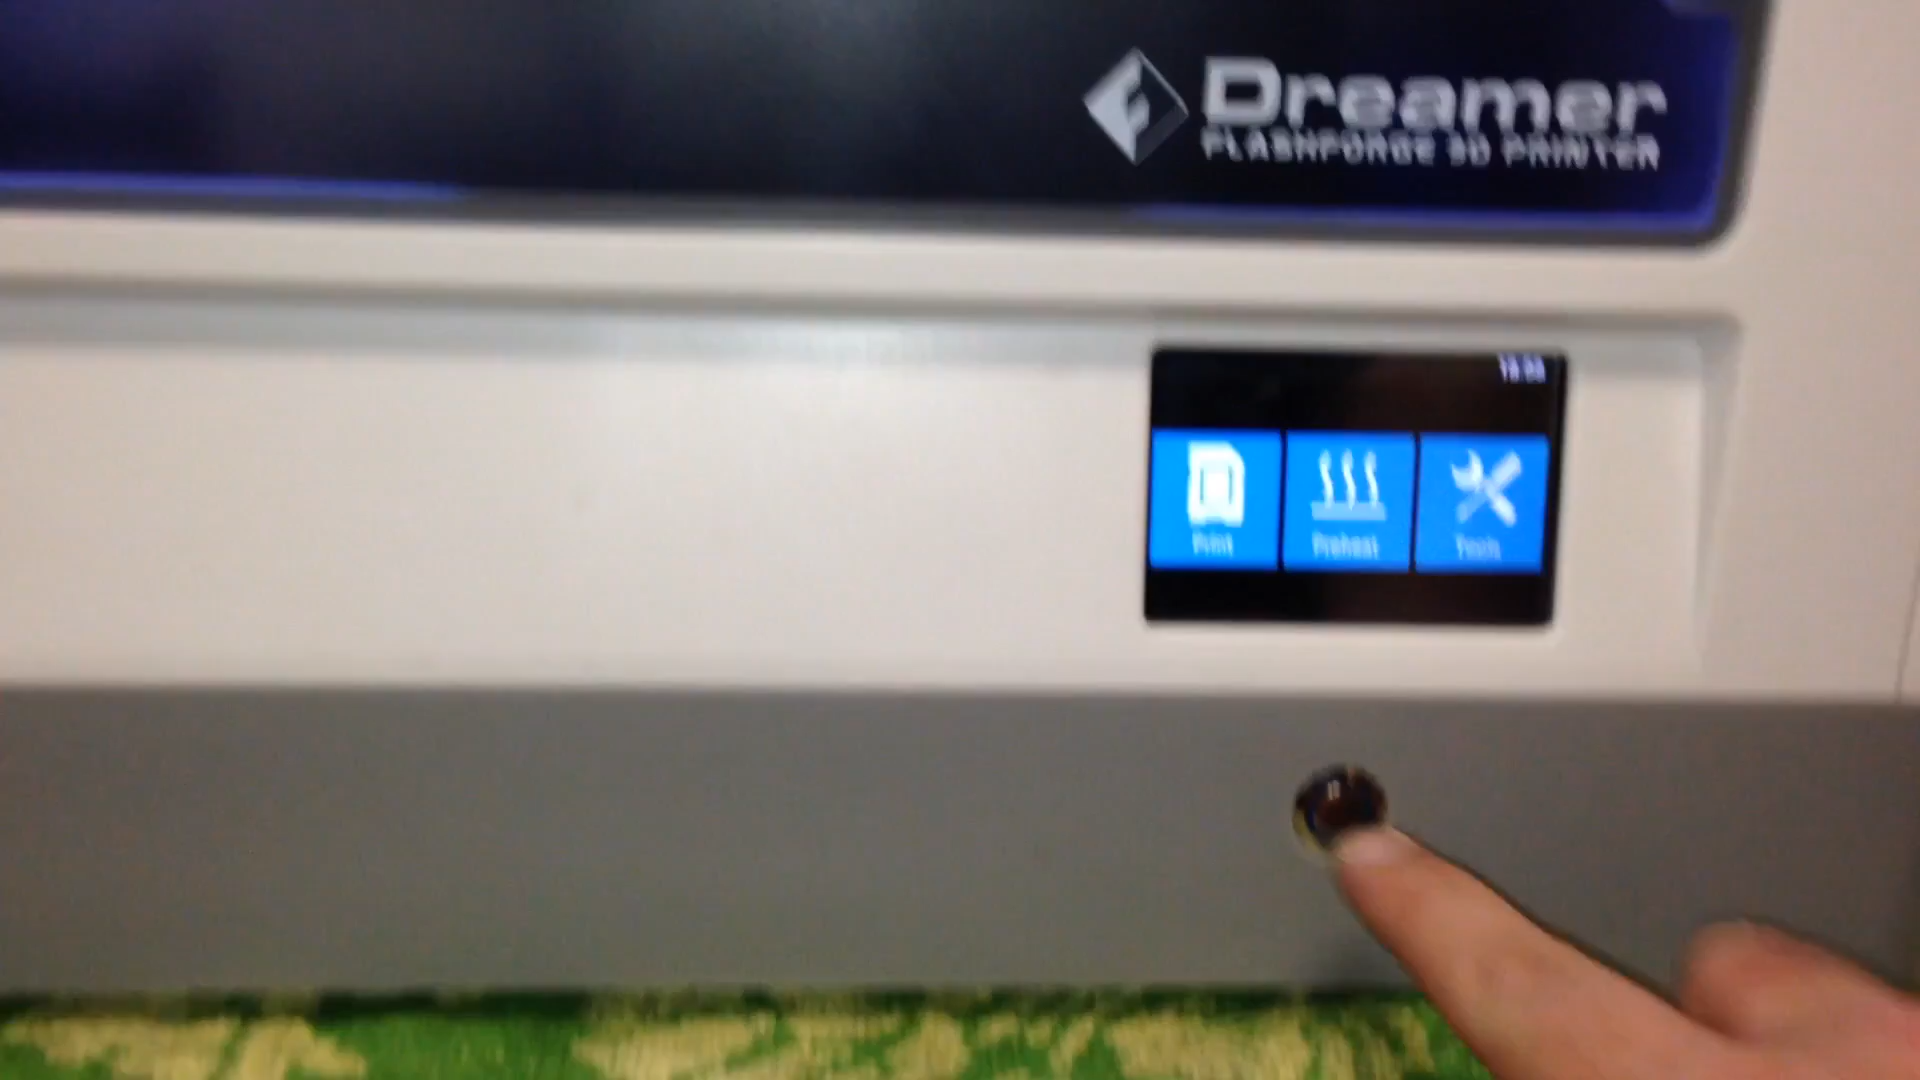 Dreamer
FLASHFORGE 3D PRINTER
Print
Preheat
Tools